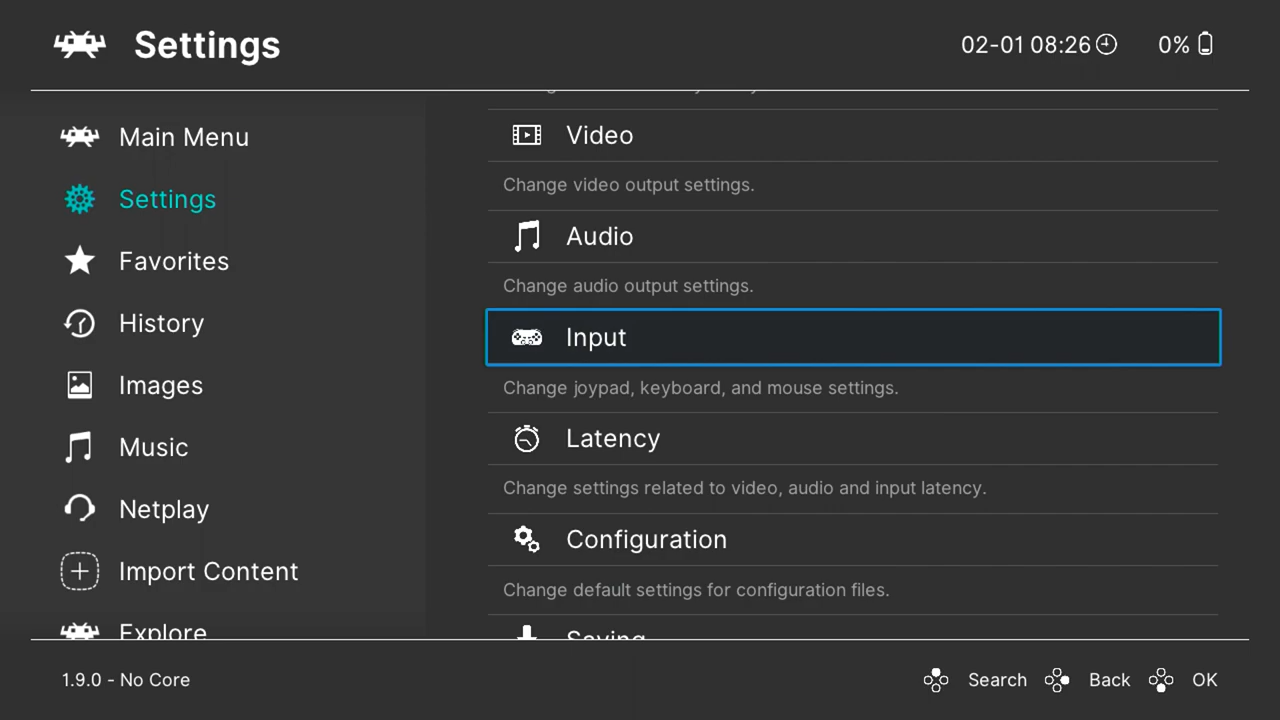 Settings
02-01 08:26
0%
Main Menu
Settings
Favorites
History
Images
Music
Netplay
Import Content
Explore
Video
Change video output settings.
Audio
Change audio output settings.
Input
Change joypad, keyboard, and mouse settings.
Latency
Change settings related to video, audio and input latency.
Configuration
Change default settings for configuration files.
Saving
1.9.0 - No Core
Search
Back
OK